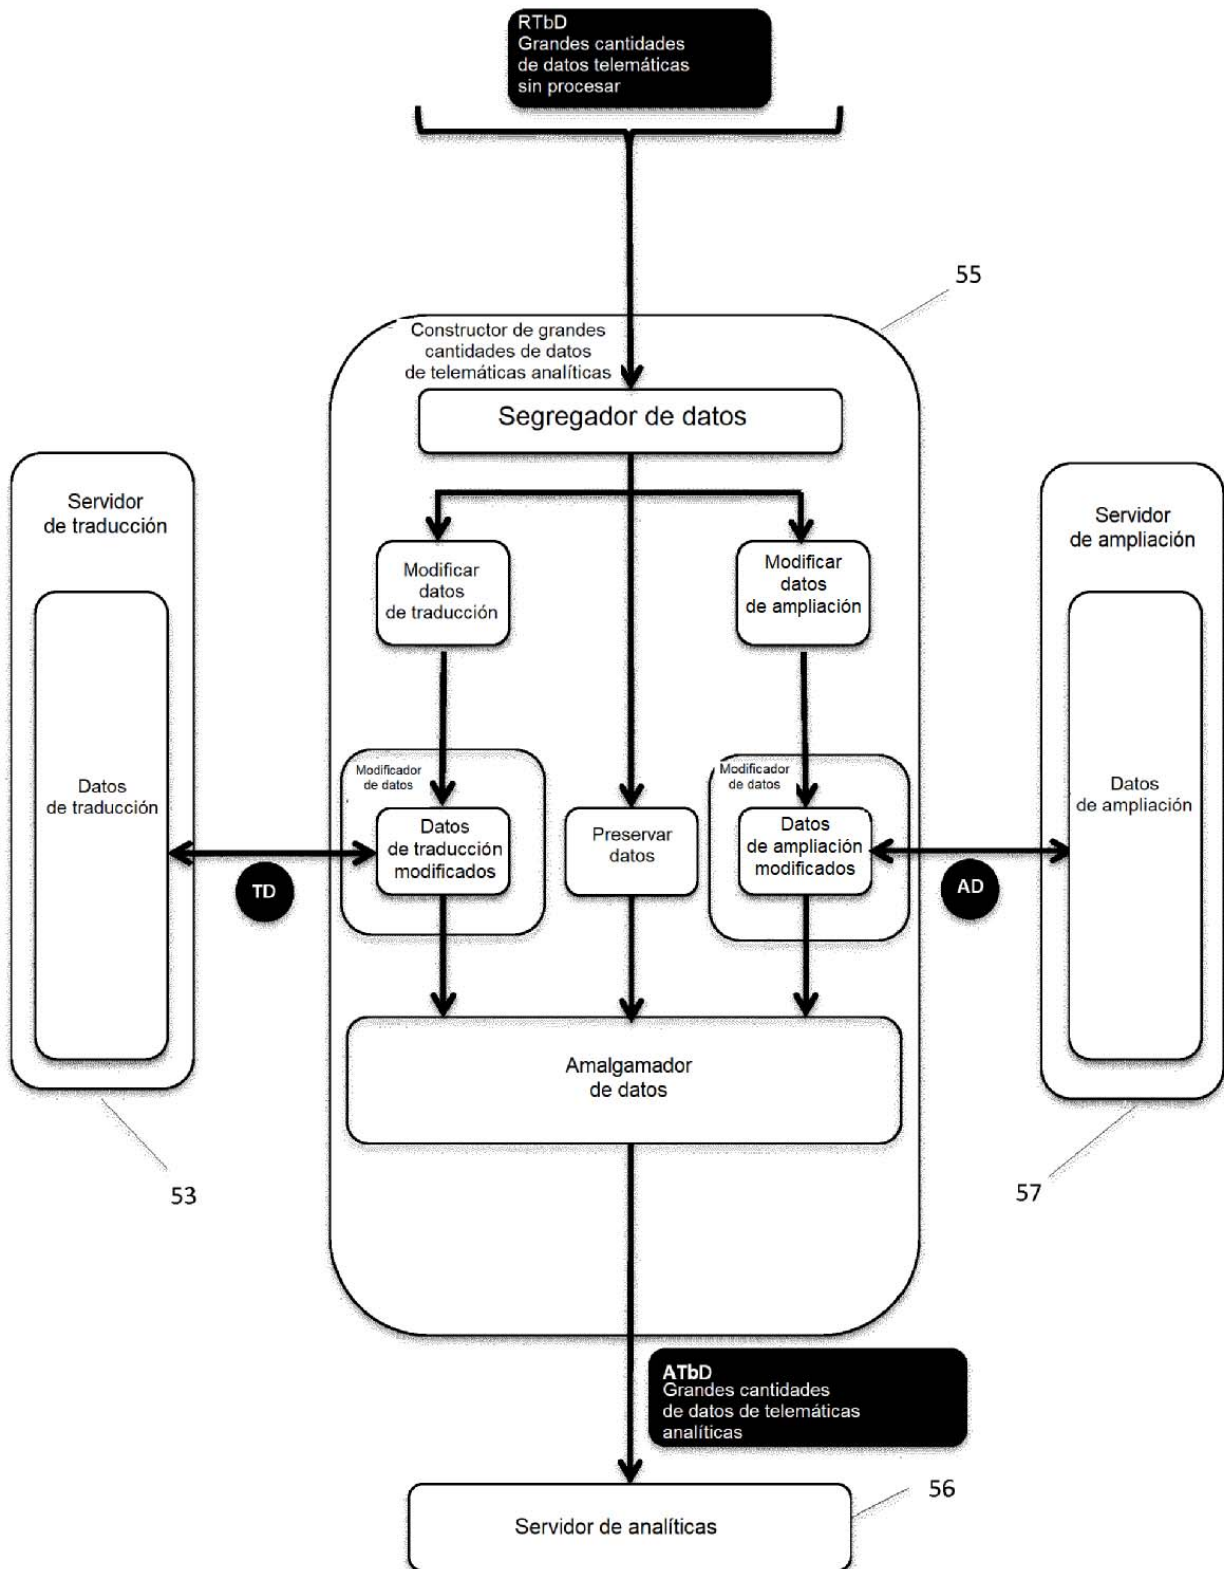 RTbD
Grandes cantidades
de datos telemáticas
sin procesar
55
Constructor de grandes
cantidades de datos
de telemáticas analíticas
Segregador de datos
Servidor
de traducción
Servidor
de ampliación
Modificar
datos
de traducción
Modificar
datos
de ampliación
Datos
de traducción
Modificador
de datos
Datos
de traducción
modificados
Preservar
datos
Modificador
de datos
Datos
de ampliación
modificados
Datos
de ampliación
TD
AD
Amalgamador
de datos
53
57
ATbD
Grandes cantidades
de datos de telemáticas
analíticas
56
Servidor de analíticas